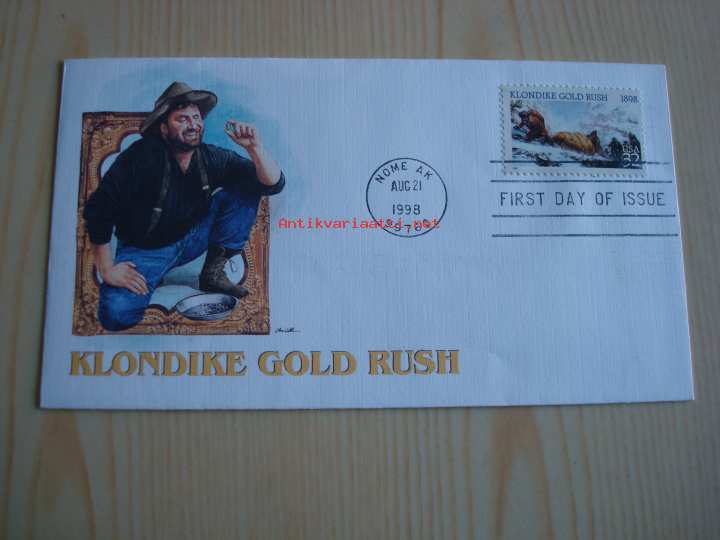 KLONDIKE GOLD RUSH 1898
USA
32
NOME AK
AUG 21
1998
FIRST DAY OF ISSUE
Antikvariaatti.net
KLONDIKE GOLD RUSH